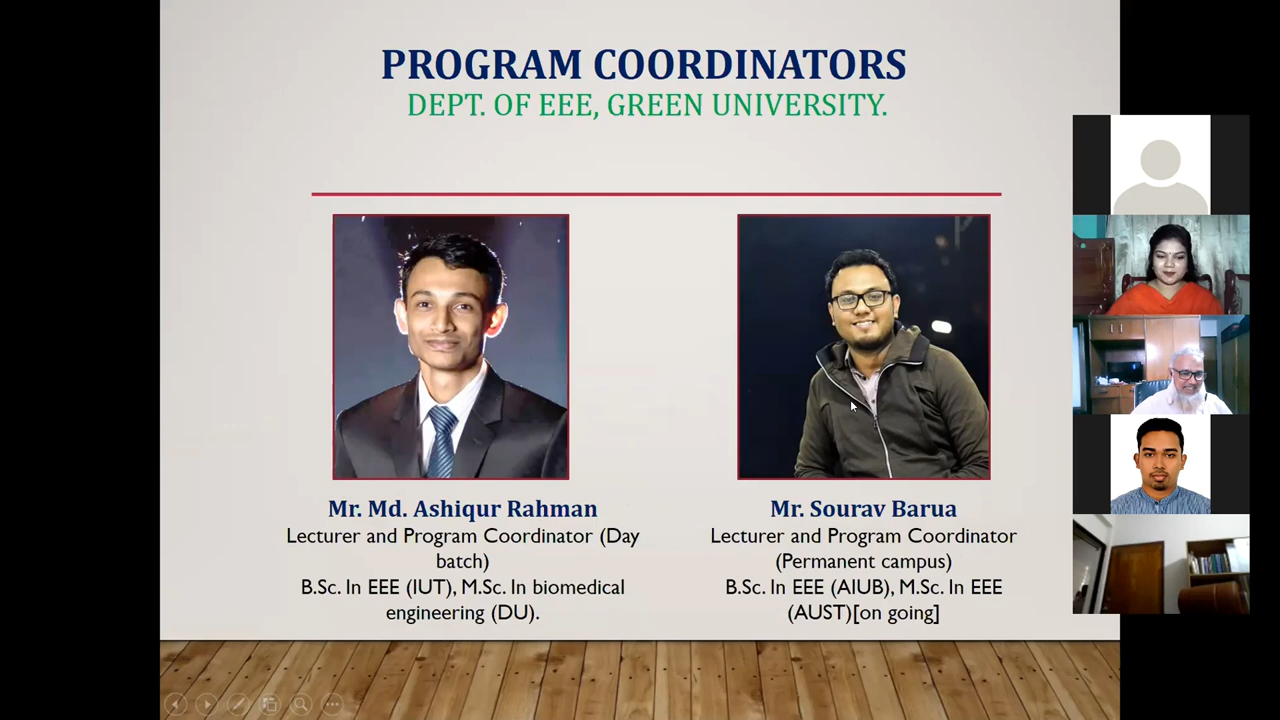 PROGRAM COORDINATORS
DEPT. OF EEE, GREEN UNIVERSITY.
Mr. Md. Ashiqur Rahman
Lecturer and Program Coordinator (Day
batch)
B.Sc. In EEE (IUT), M.Sc. In biomedical
engineering (DU).
Mr. Sourav Barua
Lecturer and Program Coordinator
(Permanent campus)
B.Sc. In EEE (AIUB), M.Sc. In EEE
(AUST)[on going]